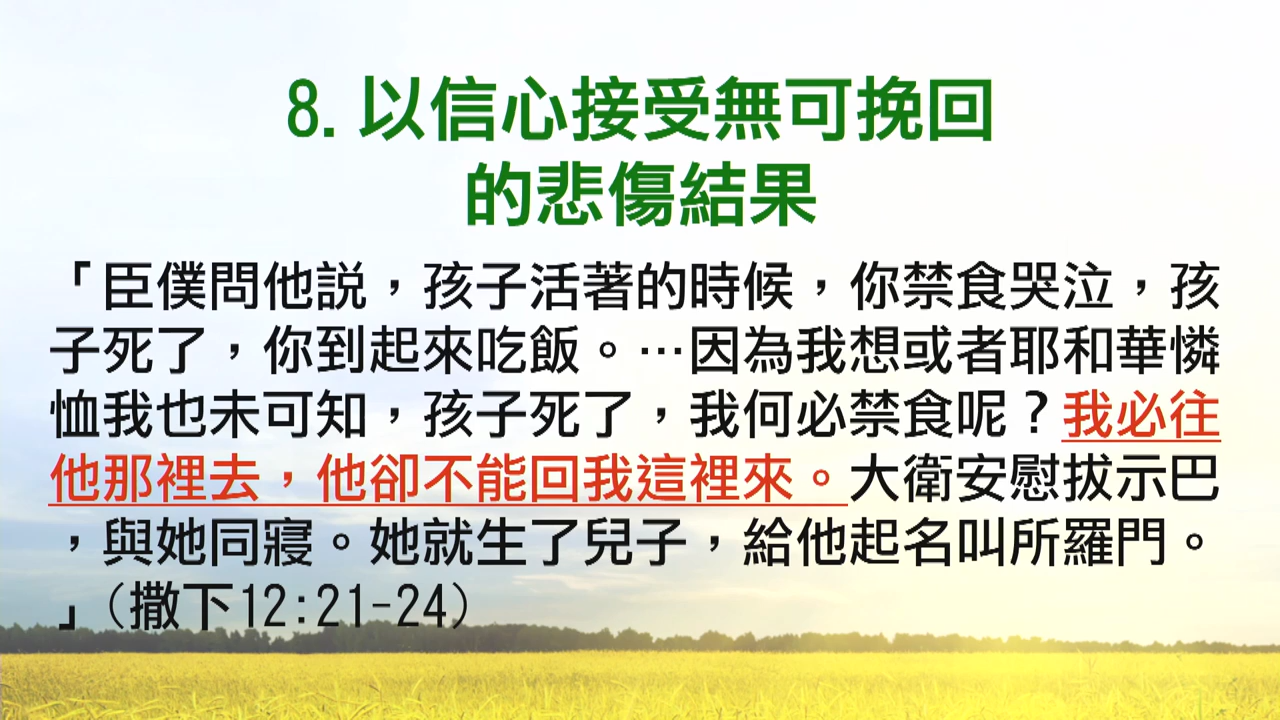 8.以信心接受無可挽回
的悲傷結果
「臣僕問他説，孩子活著的時候，你禁食哭泣，孩
子死了，你到起來吃飯。…因為我想或者耶和華憐
恤我也未可知，孩子死了，我何必禁食呢？我必往
他那裡去，他卻不能回我這裡來。大衛安慰拔示巴
，與她同寢。她就生了兒子，給他起名叫所羅門。
」(撒下12:21-24)